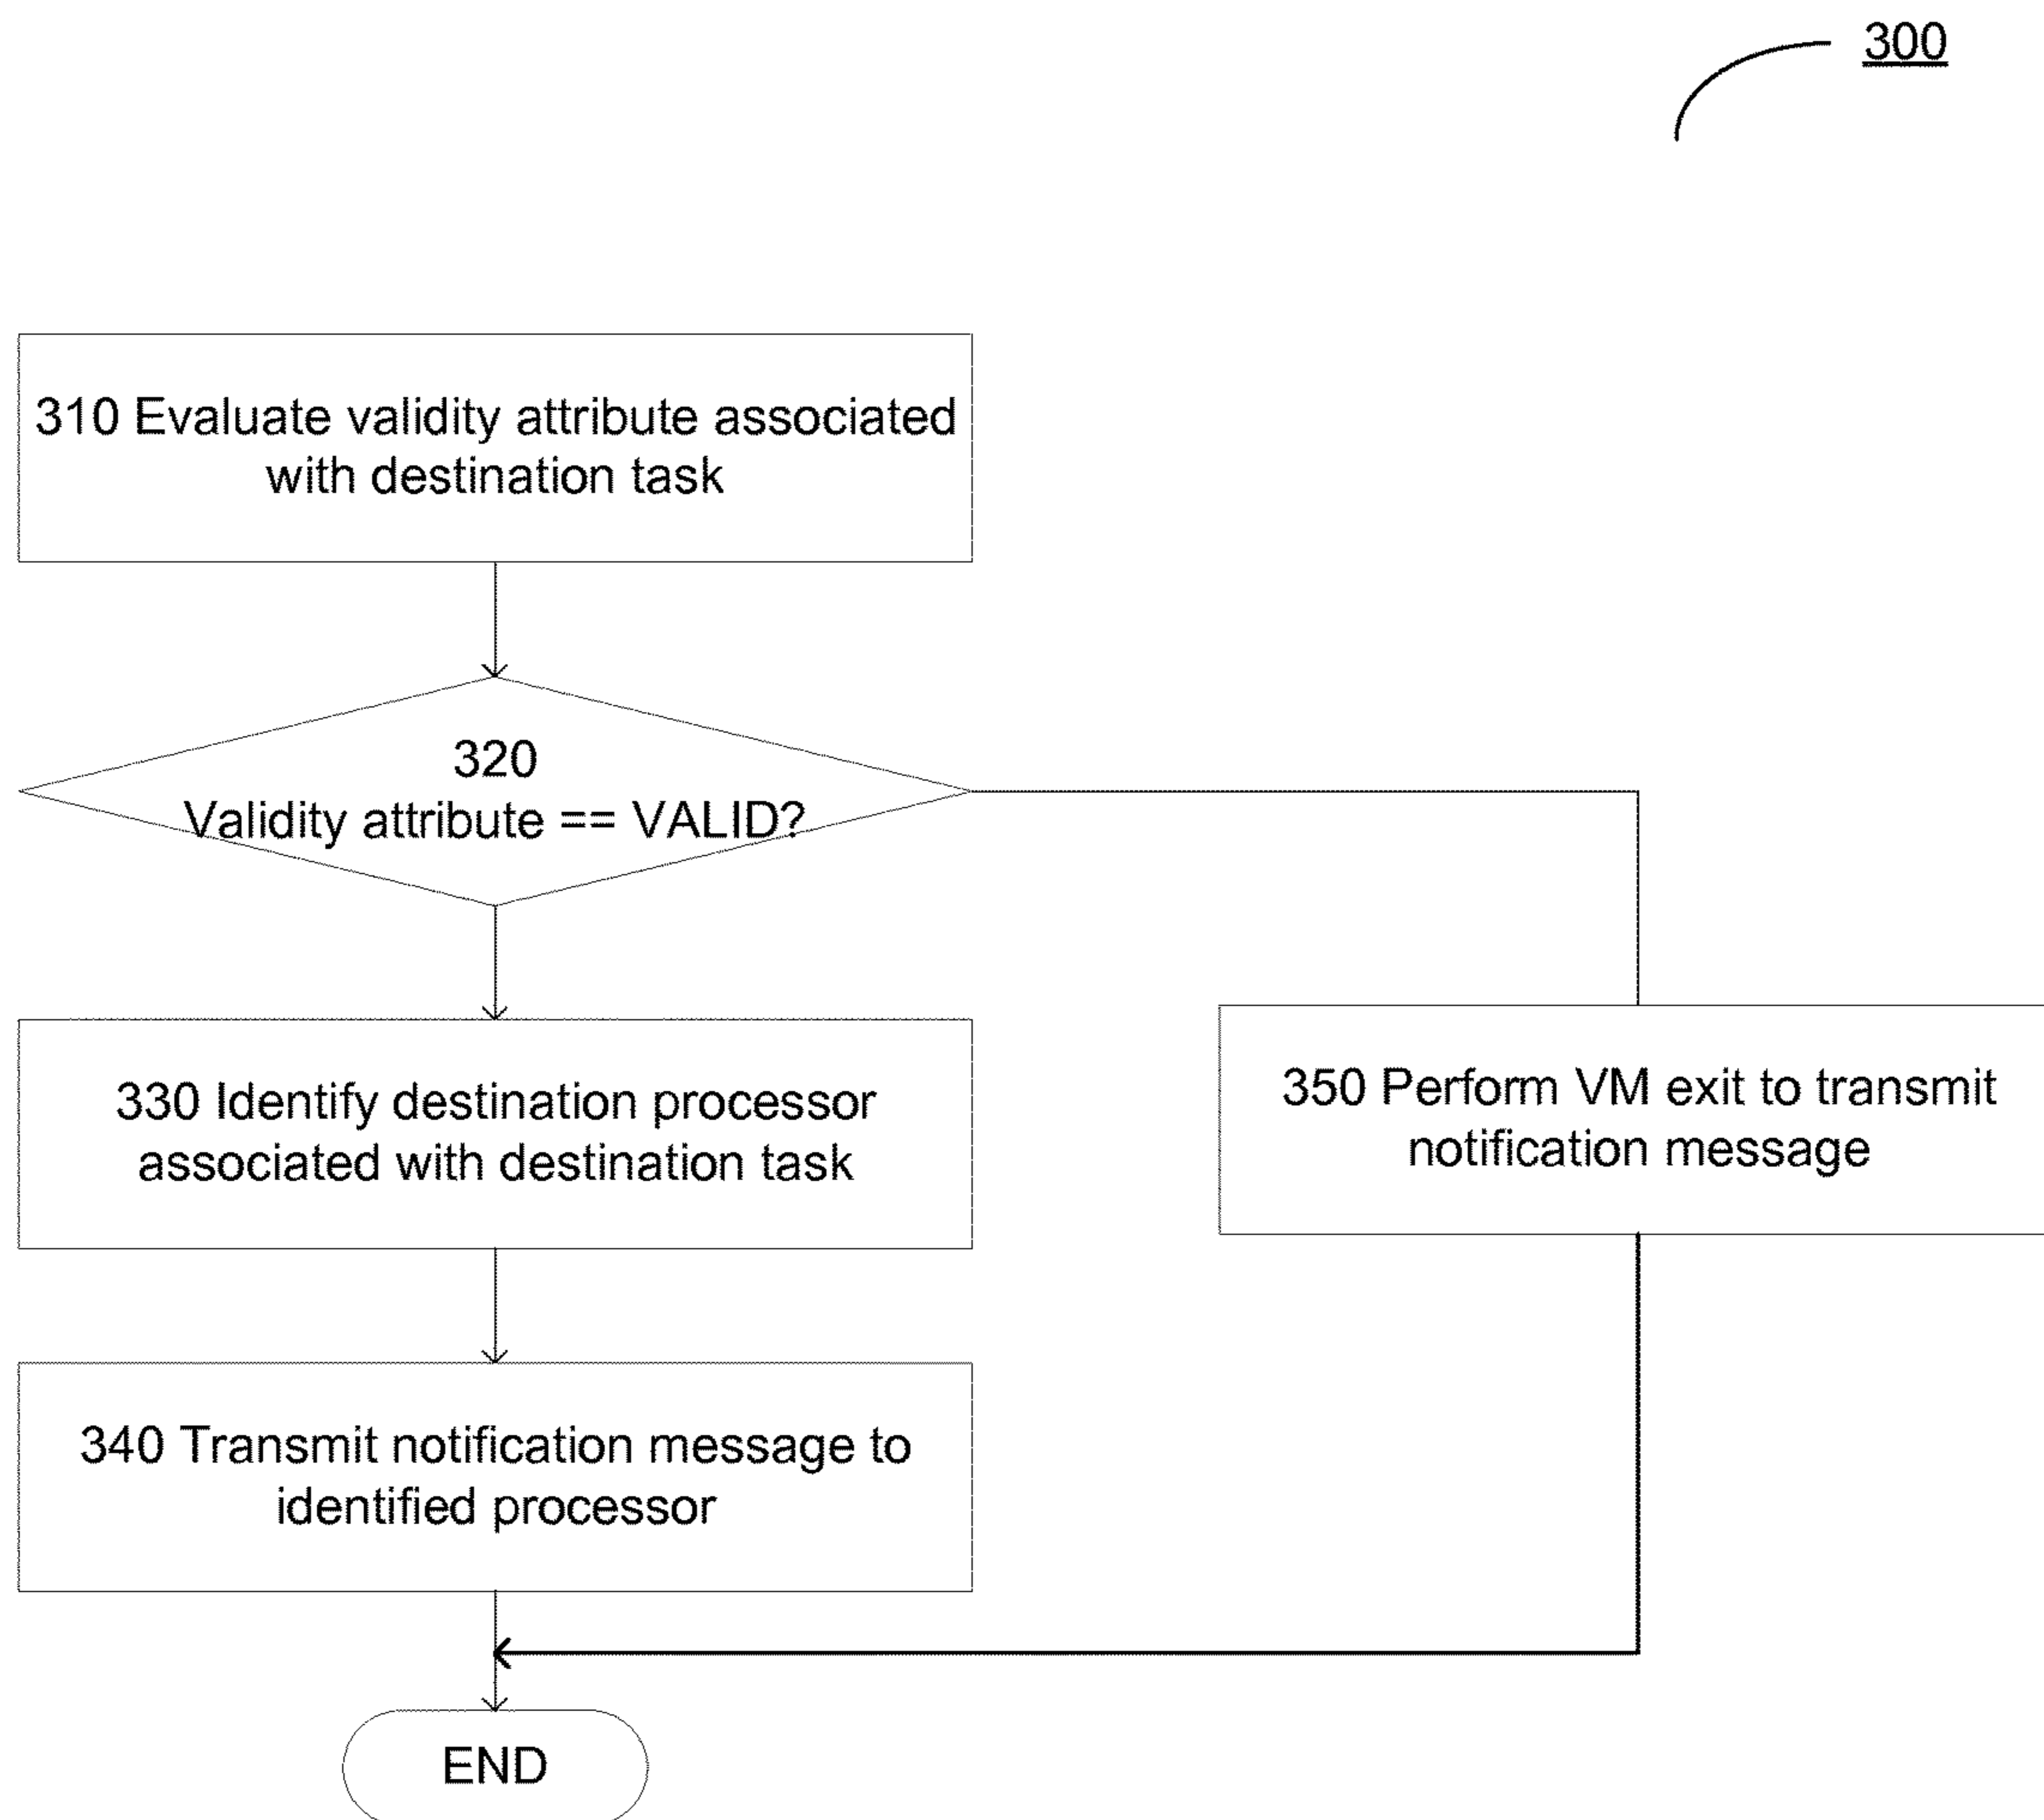 300
310 Evaluate validity attribute associated
with destination task
320
Validity attribute == VALID?
330 Identify destination processor
associated with destination task
350 Perform VM exit to transmit
notification message
340 Transmit notification message to
identified processor
END